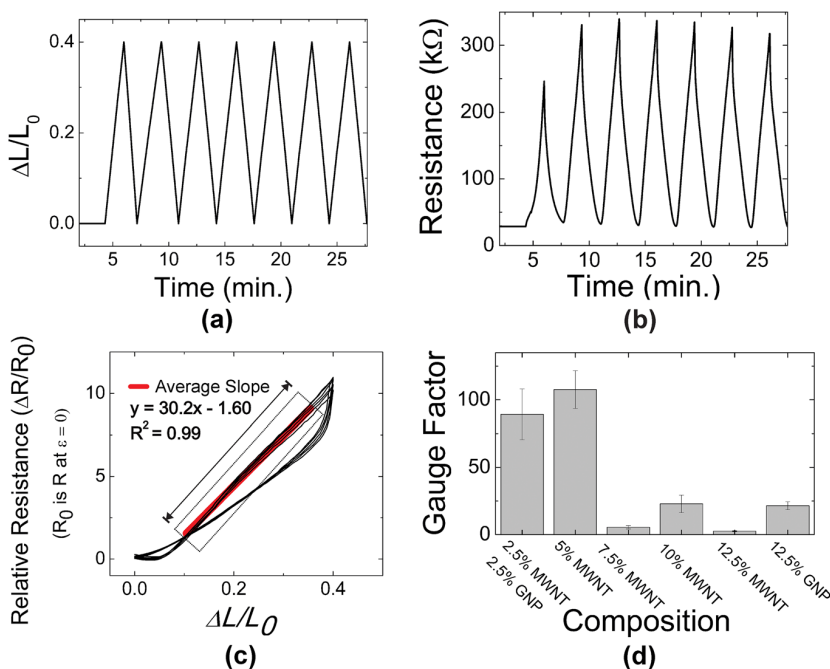 0.4
0.2
0.0
ΔL/L0
5 10 15 20 25
Time (min.)
(a)
300
200
100
0
Resistance (kΩ)
5 10 15 20 25
Time (min.)
(b)
10
5
0
Relative Resistance (ΔR/R0)
(R0 is R at ε = 0)
Average Slope
y = 30.2x - 1.60
R2 = 0.99
0.0 0.2 0.4
ΔL/L0
(c)
100
75
50
25
0
Gauge Factor
2.5% MWNT
2.5% GNP
5% MWNT
7.5% MWNT
10% MWNT
12.5% MWNT
12.5% GNP
Composition
(d)